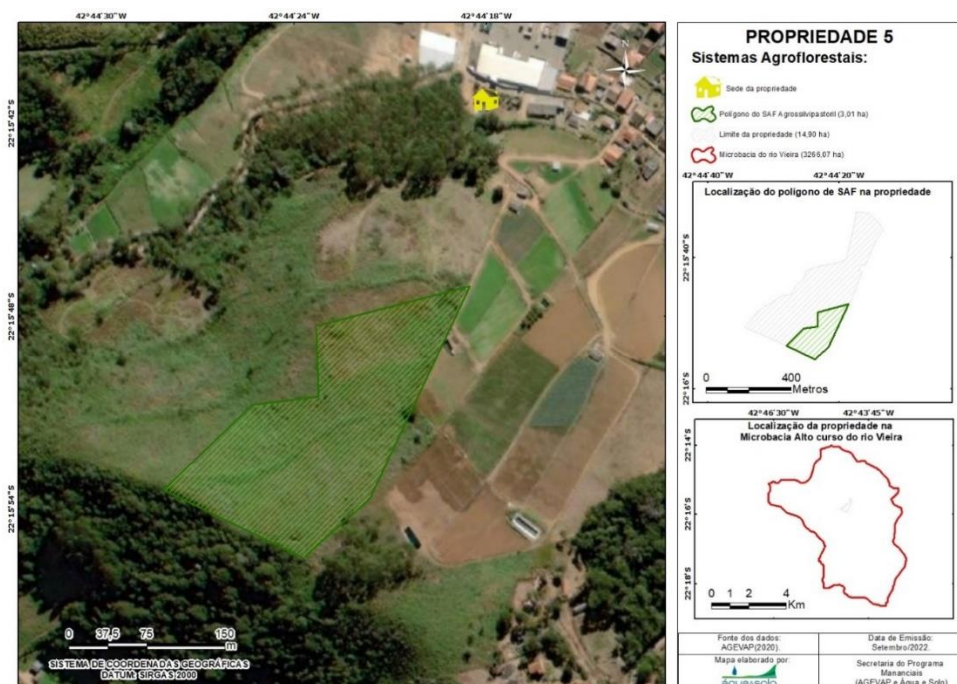 42°44'30"W
42°44'24"W
42°44'18"W
22°15'42"S
22°15'48"S
22°15'54"S
N
0 37,5 75 150
m
SISTEMA DE COORDENADAS GEOGRÁFICAS
DATUM: SIRGAS 2000
PROPRIEDADE 5
Sistemas Agroflorestais:
Sede da propriedade
Polígono do SAF Agrossilvipastoril (3,01 ha)
Limite da propriedade (14,90 ha)
Microbacia do rio Vieira (3266,07 ha)
42°44'40"W
42°44'20"W
Localização do polígono de SAF na propriedade
22°15'40"S
22°16'S
0 400
Metros
42°46'30"W
42°43'45"W
Localização da propriedade na
Microbacia Alto curso do rio Vieira
22°14'S
22°16'S
22°18'S
0 1 2 4
Km
Fonte dos dados:
AGEVAP(2020).
Data de Emissão:
Setembro/2022.
Mapa elaborado por:
água e solo
Secretaria do Programa
Mananciais
(AGEVAP e Água e Solo)